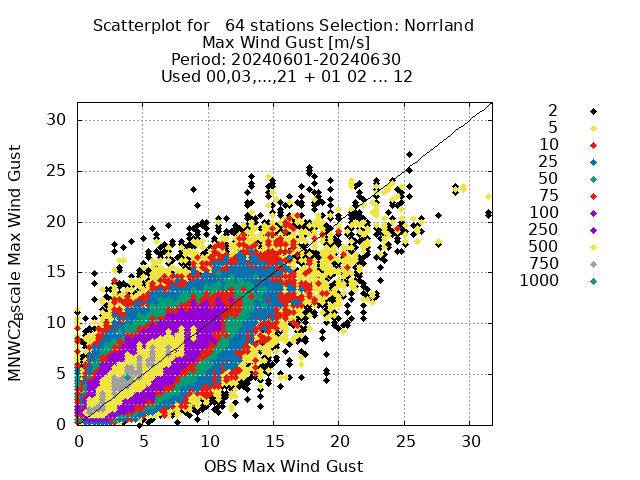 Scatterplot for   64 stations Selection: Norrland
Max Wind Gust [m/s]
Period: 20240601-20240630
Used 00,03,...,21 + 01 02 ... 12
MNWC2_Bscale Max Wind Gust
30
25
20
15
10
5
0
0 5 10 15 20 25 30
OBS Max Wind Gust
2
5
10
25
50
75
100
250
500
750
1000